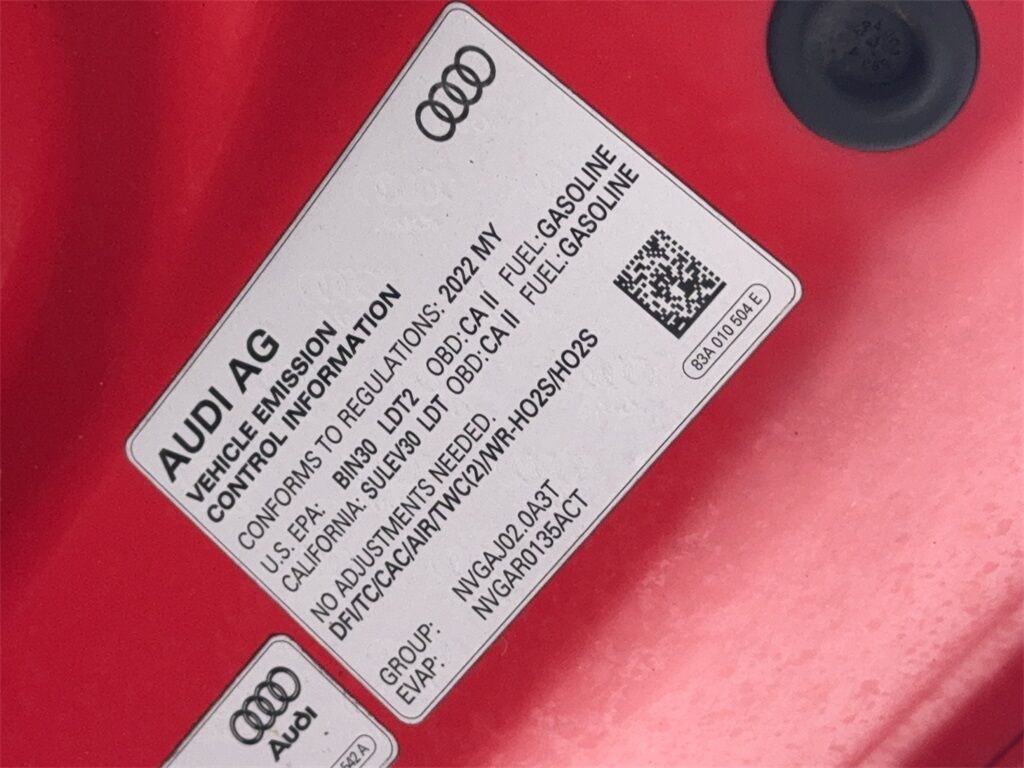 AUDI AG
VEHICLE EMISSION
CONTROL INFORMATION
CONFORMS TO REGULATIONS: 2022 MY
U.S. EPA: BIN30 LDT2 OBD:CA II FUEL:GASOLINE
CALIFORNIA: SULEV30 LDT OBD:CA II FUEL:GASOLINE
NO ADJUSTMENTS NEEDED.
DFI/TC/CAC/AIR/TWC(2)/WR-HO2S/HO2S
GROUP: NVGAJ02.0A3T
EVAP: NVGAR0135ACT
83A 010 504 E
Audi
542 A